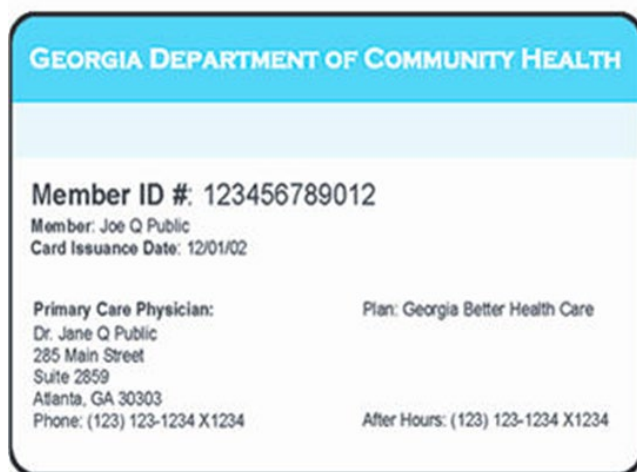 GEORGIA DEPARTMENT OF COMMUNITY HEALTH
Member ID #: 123456789012
Member: Joe Q Public
Card Issuance Date: 12/01/02
Primary Care Physician:
Dr. Jane Q Public
285 Main Street
Suite 2859
Atlanta, GA 30303
Phone: (123) 123-1234 X1234
Plan: Georgia Better Health Care
After Hours: (123) 123-1234 X1234